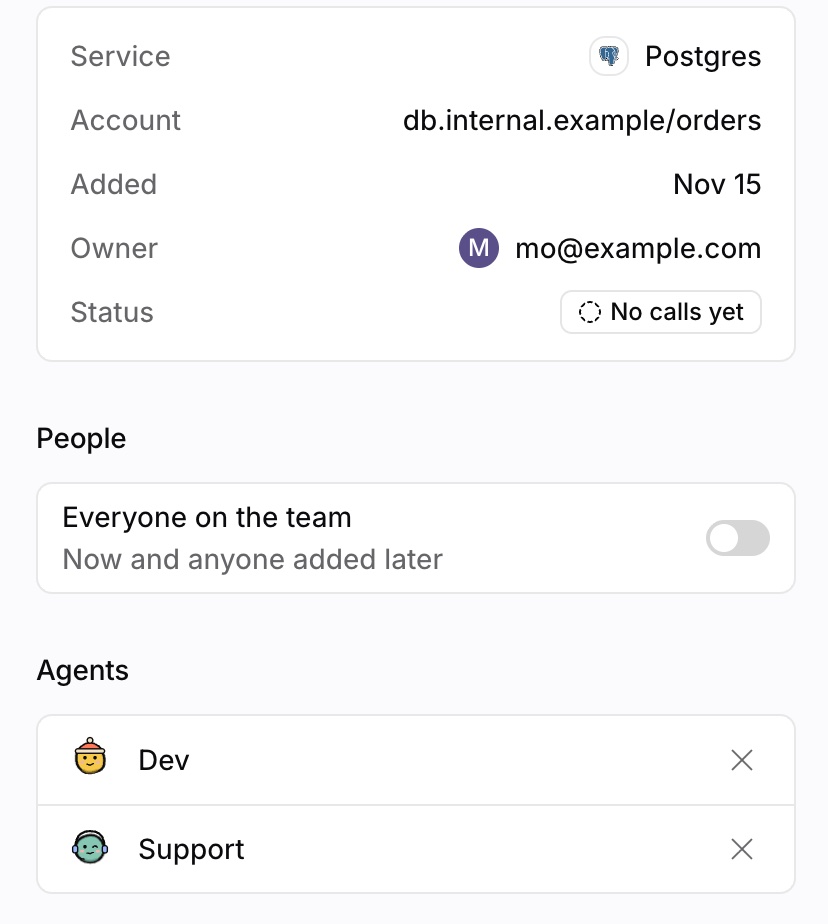 Service Postgres
Account db.internal.example/orders
Added Nov 15
Owner M mo@example.com
Status No calls yet
People
Everyone on the team
Now and anyone added later
Agents
Dev
Support